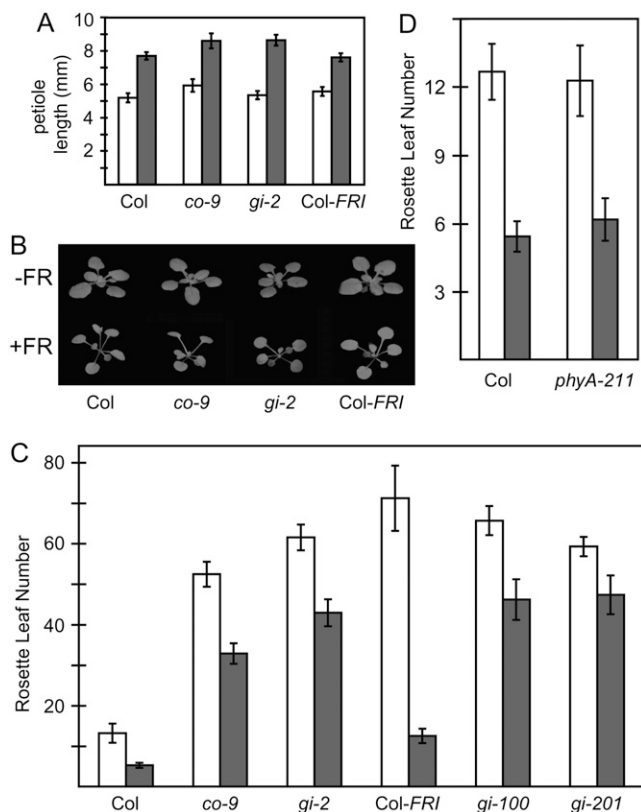 A
petiole
length (mm)
10
8
6
4
2
Col co-9 gi-2 Col-FRI
B
-FR
+FR
Col co-9 gi-2 Col-FRI
D
Rosette Leaf Number
12
9
6
3
Col phyA-211
C
Rosette Leaf Number
80
60
40
20
Col co-9 gi-2 Col-FRI gi-100 gi-201